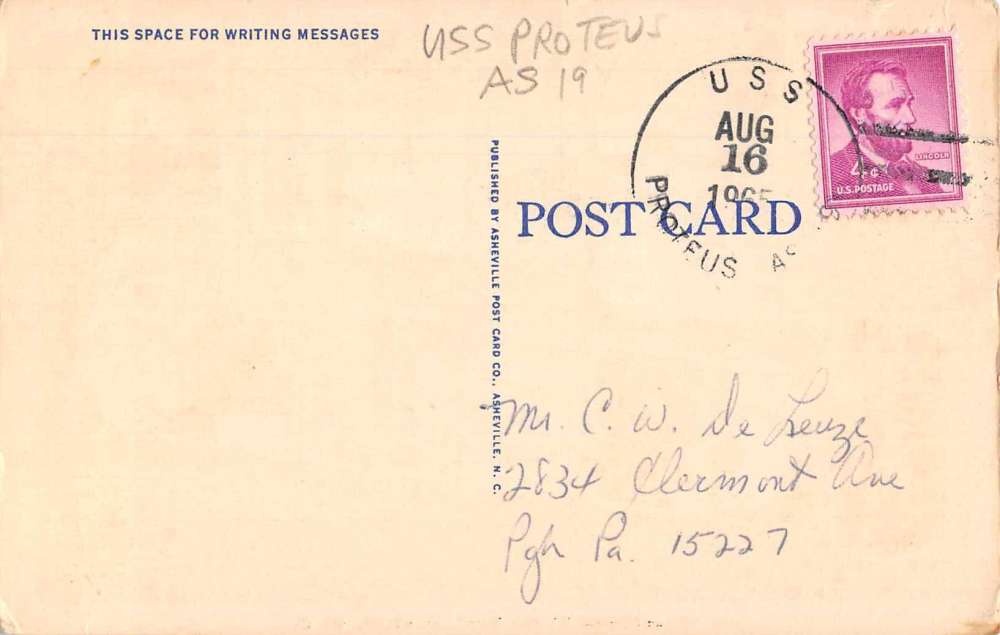 THIS SPACE FOR WRITING MESSAGES
USS PROTEUS
AS 19
USS
AUG
16
1965
PROTEUS AS
LINCOLN
4¢
U.S. POSTAGE
POST CARD
PUBLISHED BY ASHEVILLE POST CARD CO., ASHEVILLE, N. C.
Mr. C. W. De Leuze
2834 Clermont Ave
Pgh Pa. 15227